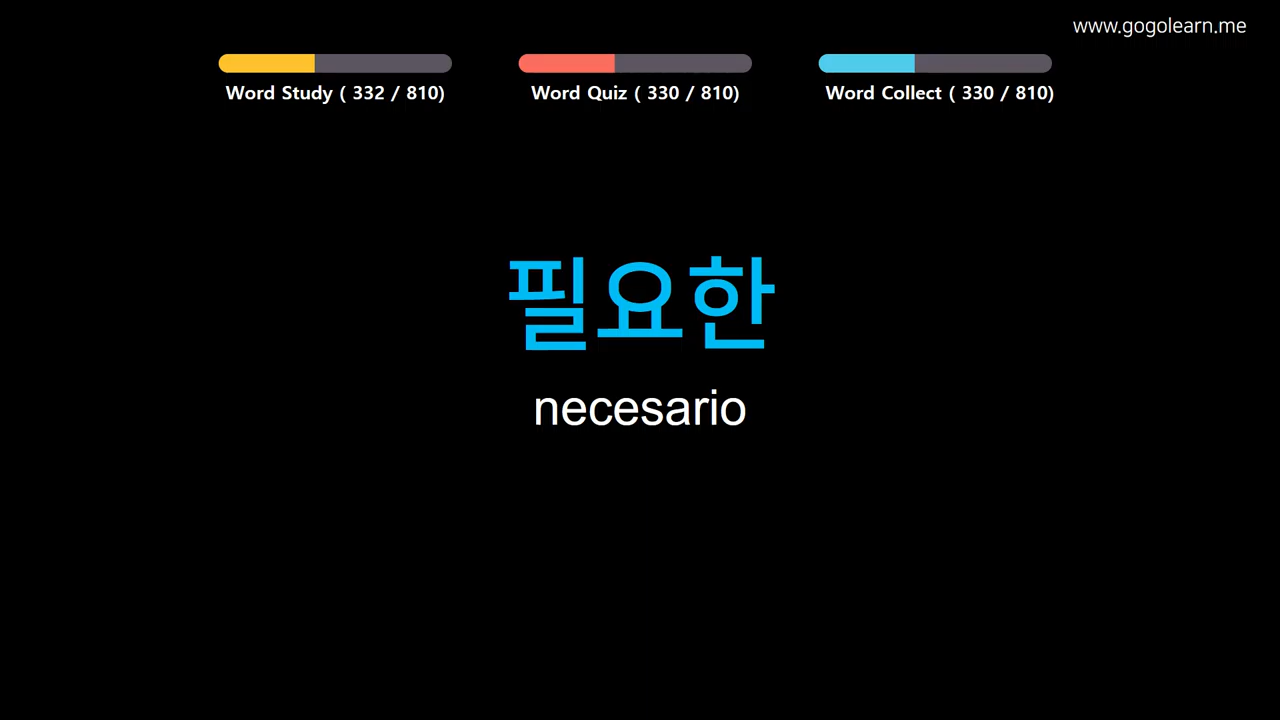 www.gogolearn.me
Word Study ( 332 / 810)
Word Quiz ( 330 / 810)
Word Collect ( 330 / 810)
필요한
necesario